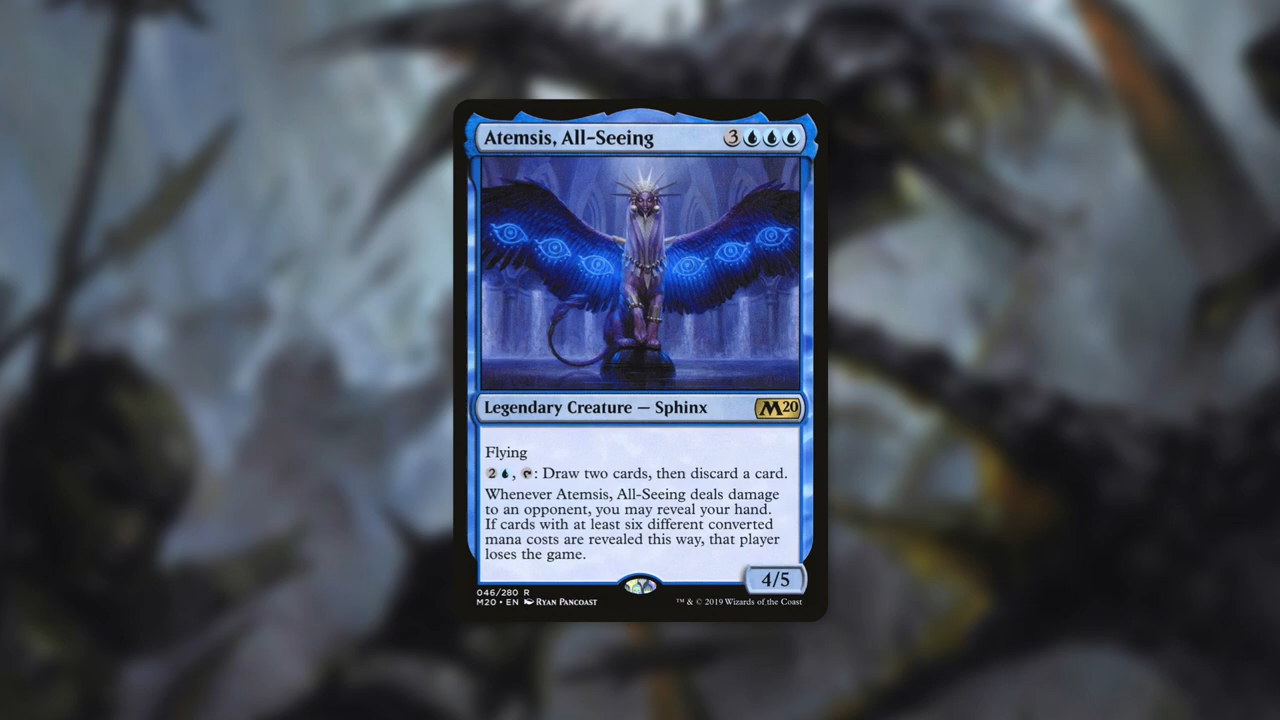 Atemsis, All-Seeing 3
Legendary Creature — Sphinx M20
Flying
2 , : Draw two cards, then discard a card.
Whenever Atemsis, All-Seeing deals damage
to an opponent, you may reveal your hand.
If cards with at least six different converted
mana costs are revealed this way, that player
loses the game.
4/5
046/280 R
M20 • EN RYAN PANCOAST
™ & © 2019 Wizards of the Coast